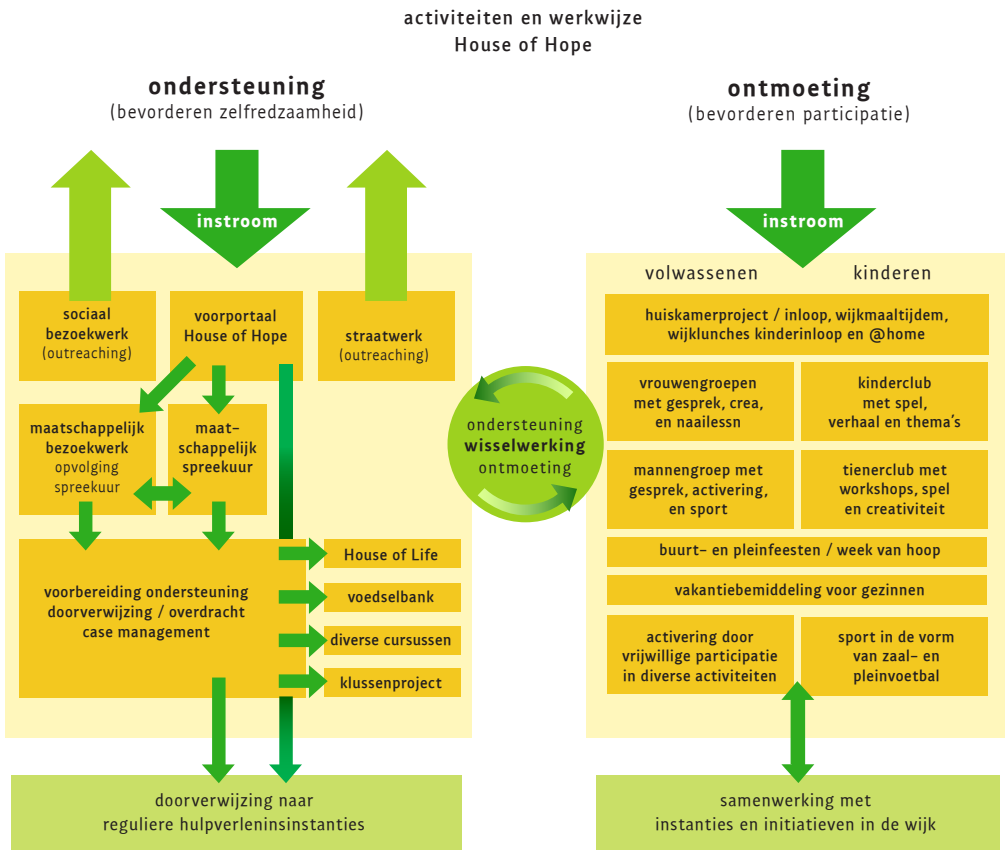 activiteiten en werkwijze
House of Hope
ondersteuning
(bevorderen zelfredzaamheid)
instroom
sociaal
bezoekwerk
(outreaching)
voorportaal
House of Hope
straatwerk
(outreaching)
maatschappelijk
bezoekwerk
opvolging
spreekuur
maat-
schappelijk
spreekuur
voorbereiding ondersteuning
doorverwijzing / overdracht
case management
House of Life
voedselbank
diverse cursussen
klussenproject
doorverwijzing naar
reguliere hulpverleninsinstanties
ondersteuning
wisselwerking
ontmoeting
ontmoeting
(bevorderen participatie)
instroom
volwassenen
kinderen
huiskamerproject / inloop, wijkmaaltijdem,
wijklunches kinderinloop en @home
vrouwengroepen
met gesprek, crea,
en naailessn
kinderclub
met spel,
verhaal en thema's
mannengroep met
gesprek, activering,
en sport
tienerclub met
workshops, spel
en creativiteit
buurt- en pleinfeesten / week van hoop
vakantiebemiddeling voor gezinnen
activering door
vrijwillige participatie
in diverse activiteiten
sport in de vorm
van zaal- en
pleinvoetbal
samenwerking met
instanties en initiatieven in de wijk